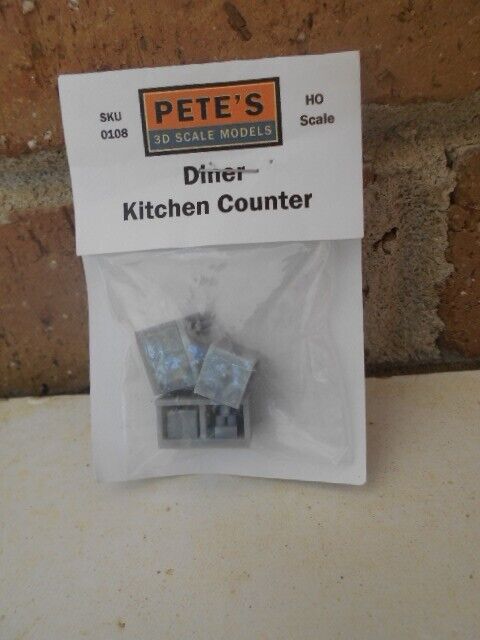 SKU
0108
PETE'S
3D SCALE MODELS
HO
Scale
Diner
Kitchen Counter